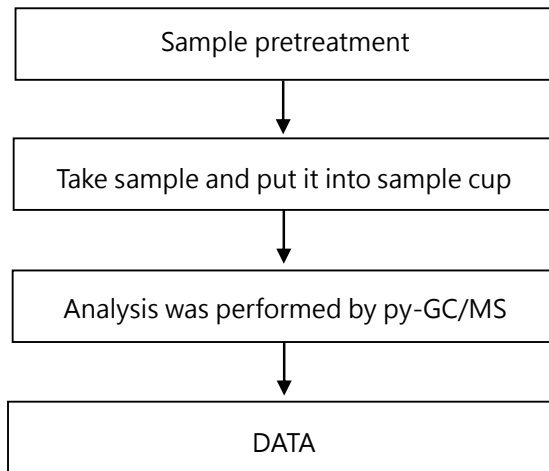 Sample pretreatment
Take sample and put it into sample cup
Analysis was performed by py-GC/MS
DATA